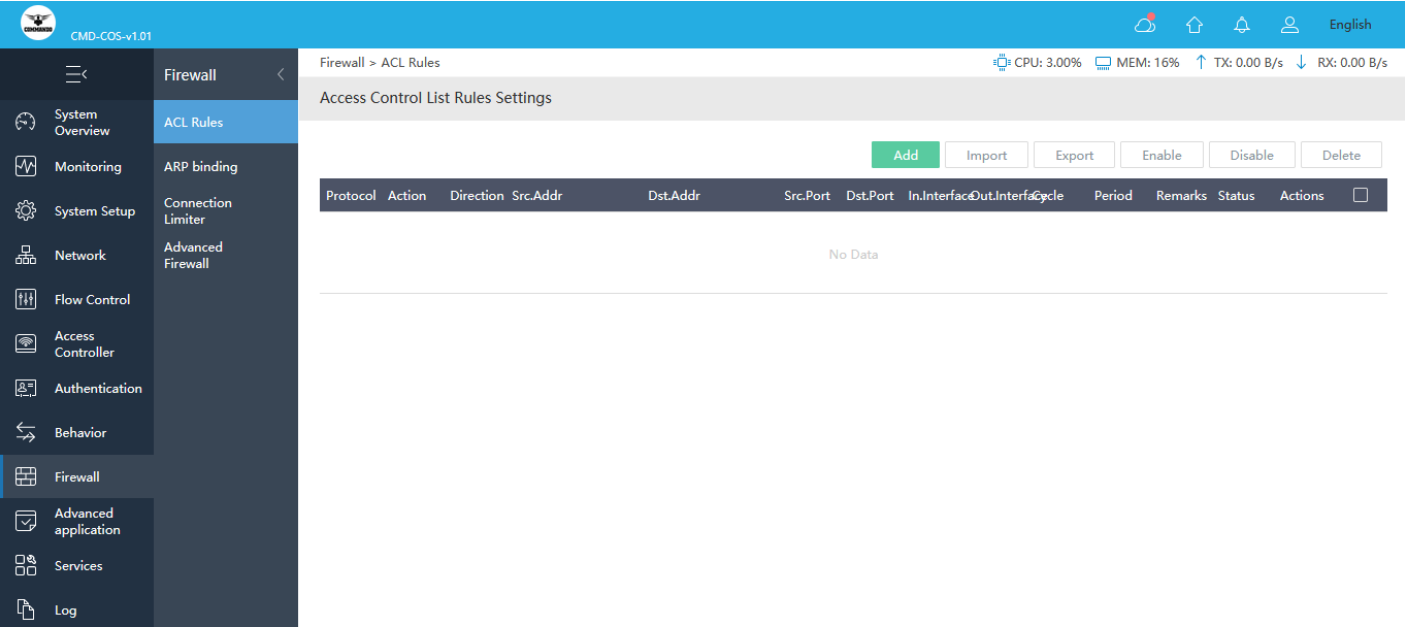 COMMANDO
CMD-COS-v1.01
English
Firewall
Firewall > ACL Rules
CPU: 3.00% MEM: 16% TX: 0.00 B/s RX: 0.00 B/s
Access Control List Rules Settings
System
Overview
Monitoring
System Setup
Network
Flow Control
Access
Controller
Authentication
Behavior
Firewall
Advanced
application
Services
Log
ACL Rules
ARP binding
Connection
Limiter
Advanced
Firewall
Add Import Export Enable Disable Delete
Protocol Action Direction Src.Addr Dst.Addr Src.Port Dst.Port In.Interface Out.Interface Cycle Period Remarks Status Actions
No Data